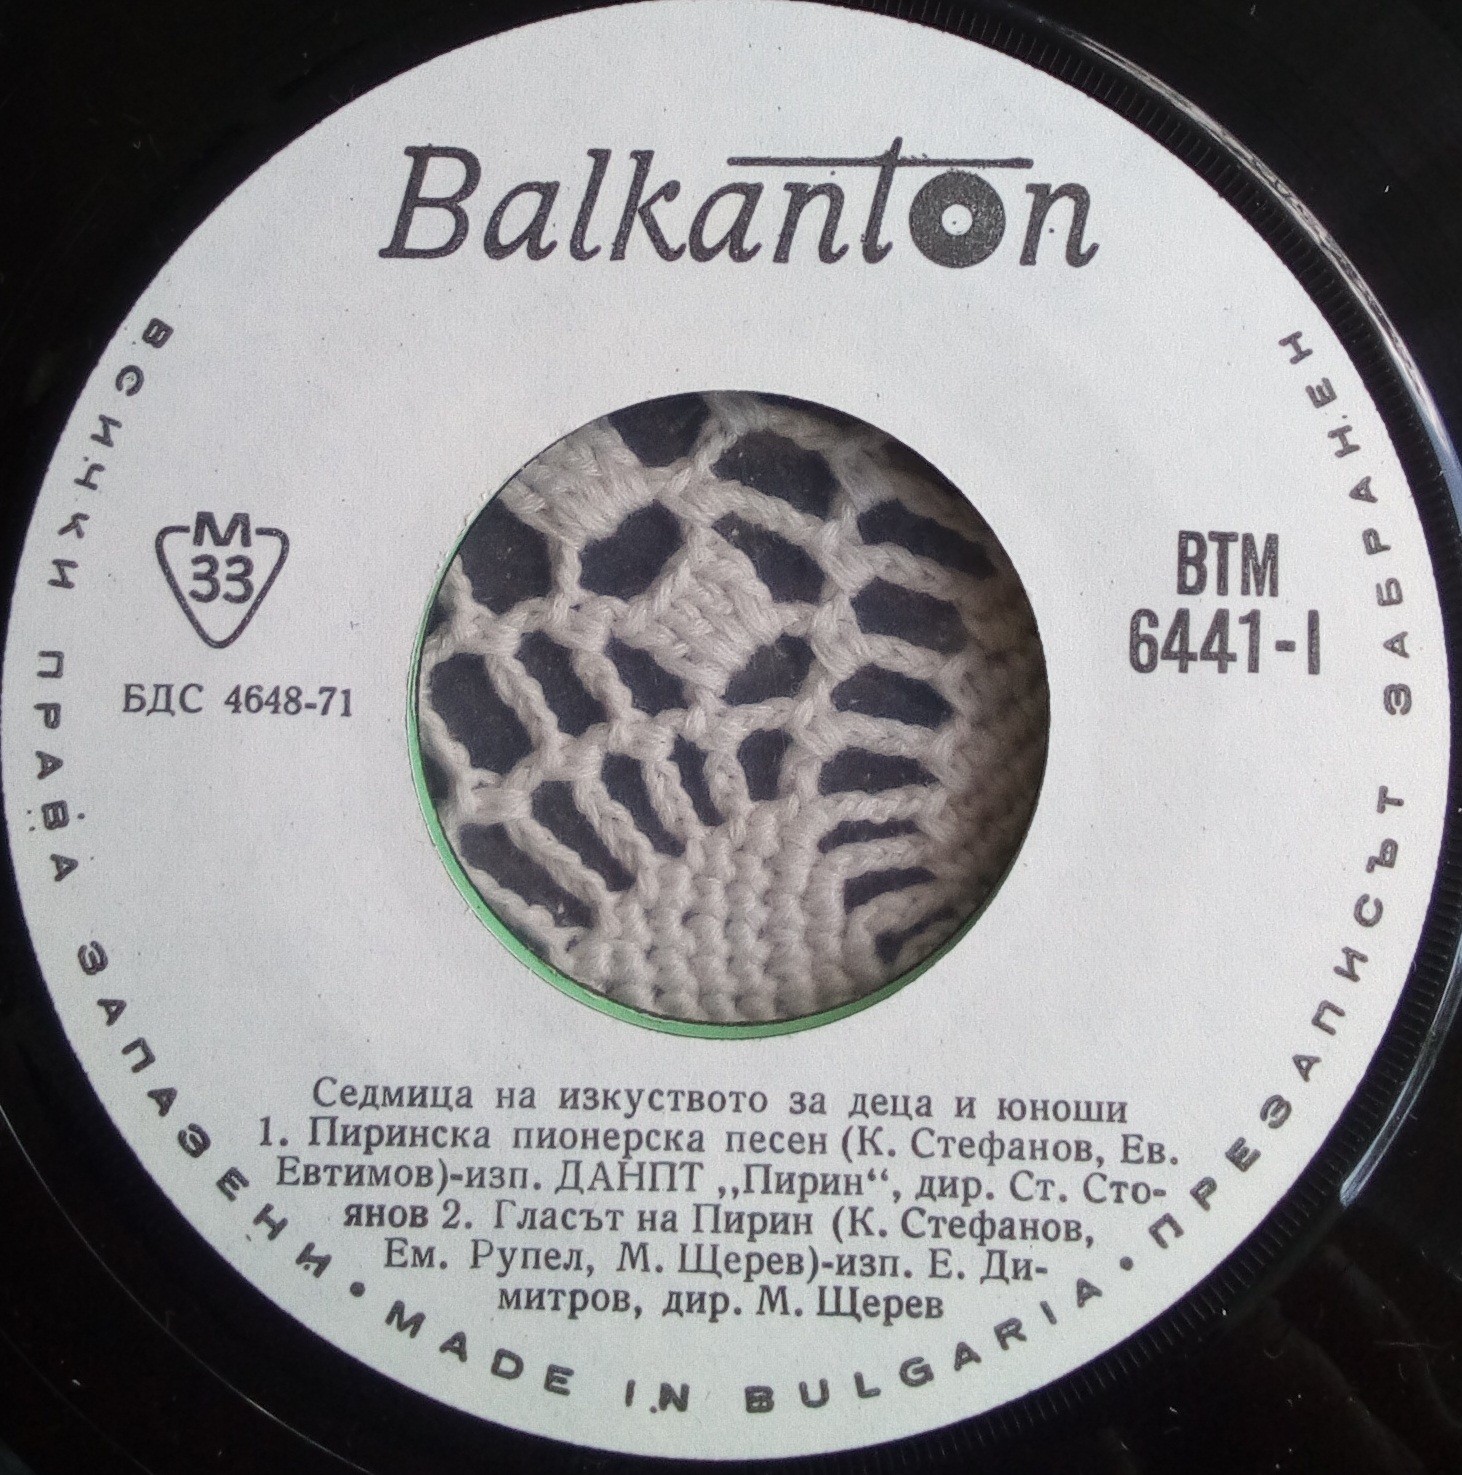 Balkanton
М
33
БДС 4648-71
ВТМ
6441-I
Седмица на изкуството за деца и юноши
1. Пиринска пионерска песен (К. Стефанов, Ев.
Евтимов)-изп. ДАНПТ „Пирин“, дир. Ст. Сто-
янов 2. Гласът на Пирин (К. Стефанов,
Ем. Рупел, М. Щерев)-изп. Е. Ди-
митров, дир. М. Щерев
ВСИЧКИ ПРАВА ЗАПАЗЕНИ • MADE IN BULGARIA • ПРЕЗАПИСЪТ ЗАБРАНЕН